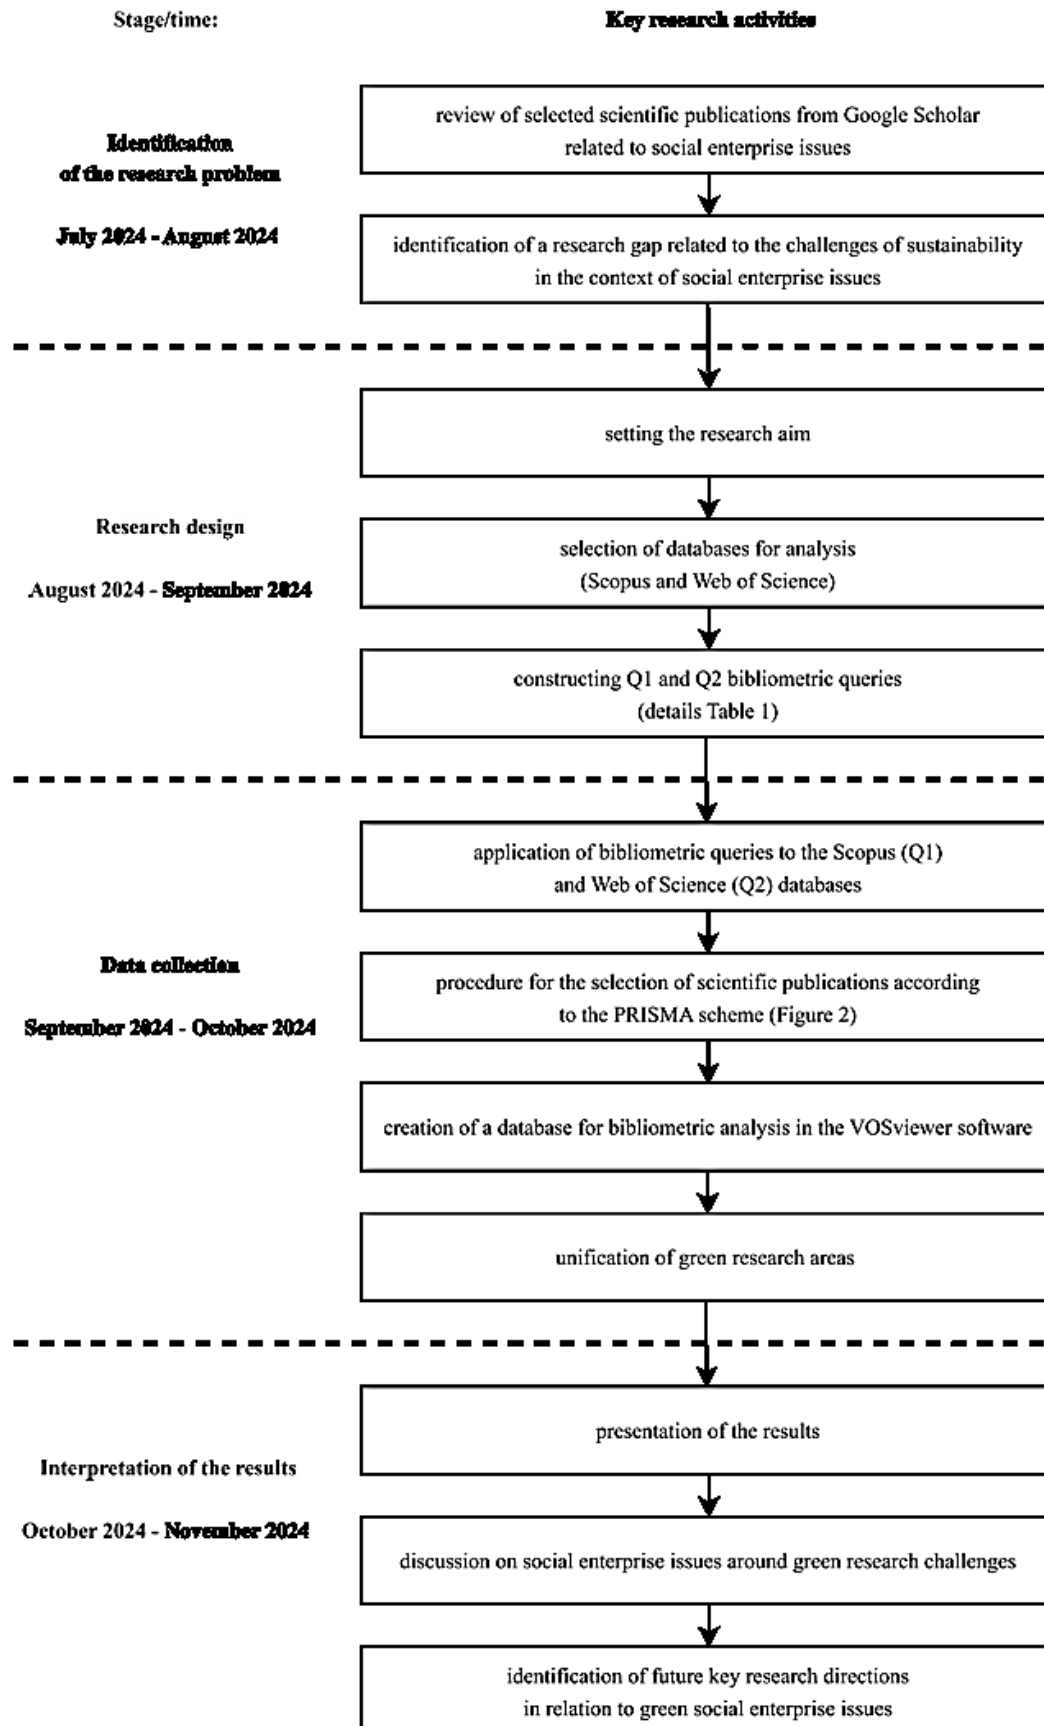 Stage/time:
Key research activities
Identification
of the research problem
July 2024 - August 2024
review of selected scientific publications from Google Scholar
related to social enterprise issues
identification of a research gap related to the challenges of sustainability
in the context of social enterprise issues
Research design
August 2024 - September 2024
setting the research aim
selection of databases for analysis
(Scopus and Web of Science)
constructing Q1 and Q2 bibliometric queries
(details Table 1)
Data collection
September 2024 - October 2024
application of bibliometric queries to the Scopus (Q1)
and Web of Science (Q2) databases
procedure for the selection of scientific publications according
to the PRISMA scheme (Figure 2)
creation of a database for bibliometric analysis in the VOSviewer software
unification of green research areas
Interpretation of the results
October 2024 - November 2024
presentation of the results
discussion on social enterprise issues around green research challenges
identification of future key research directions
in relation to green social enterprise issues